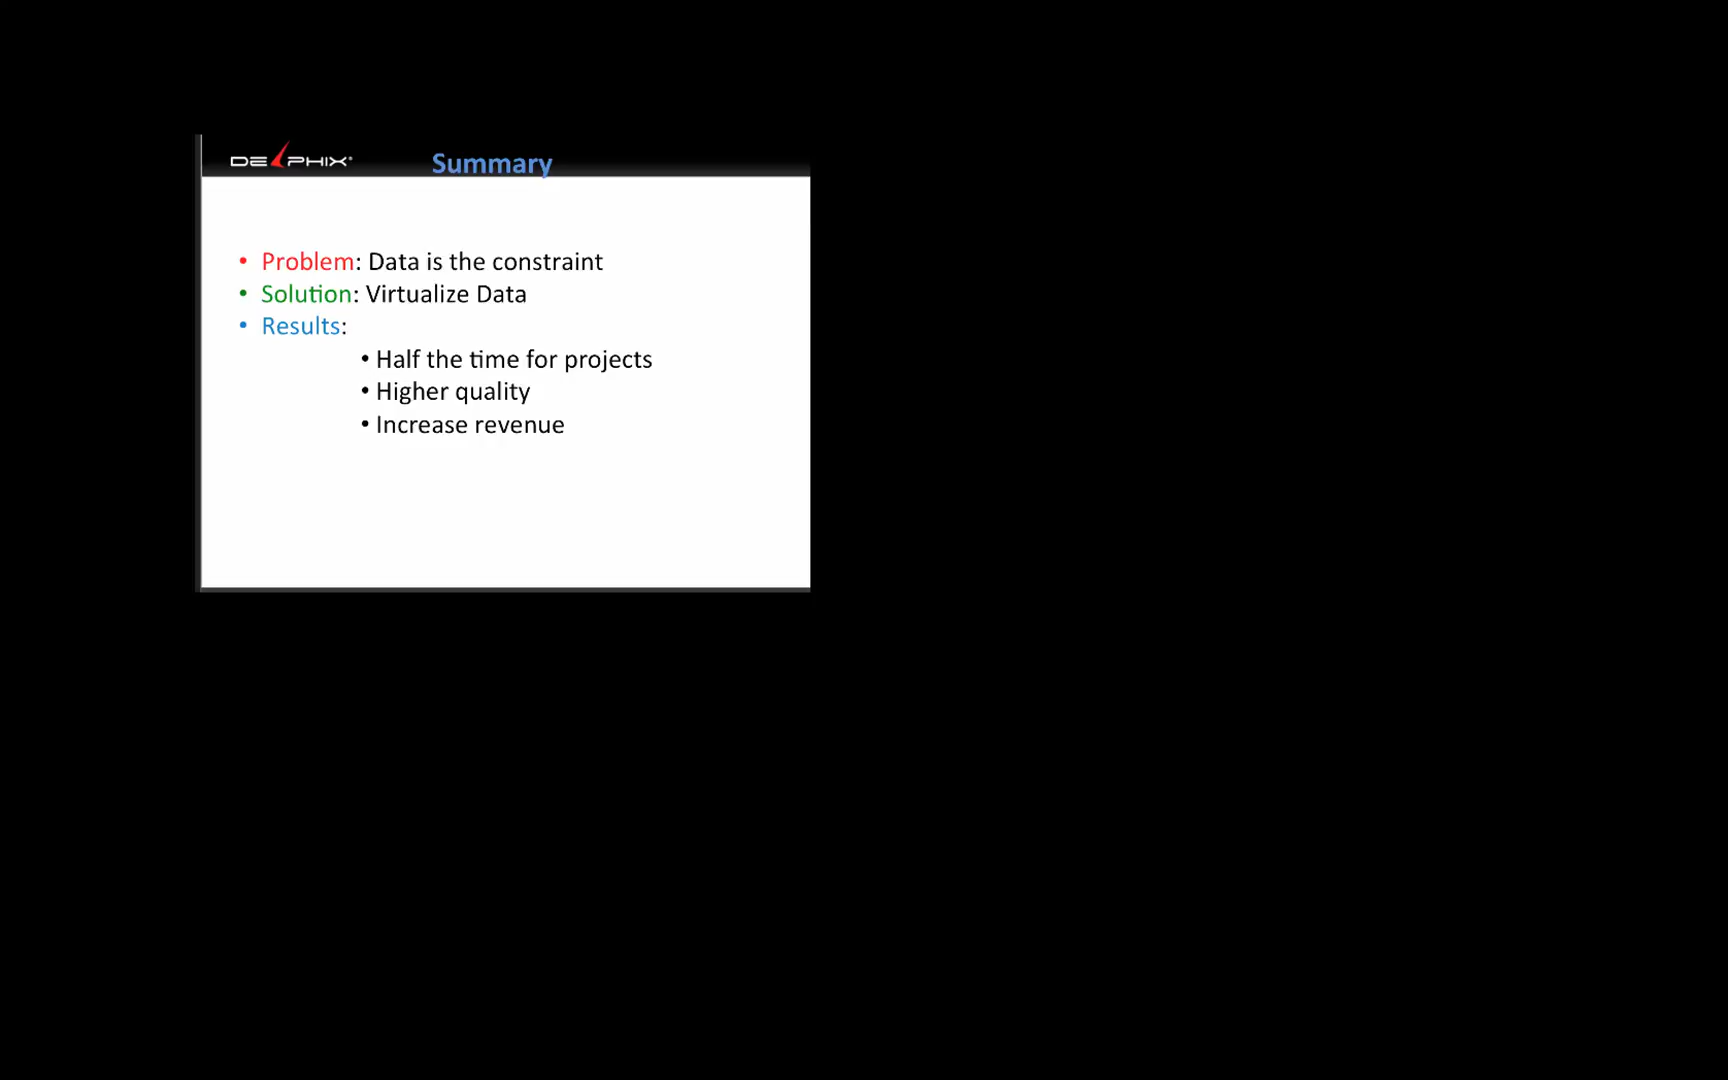 DELPHIX®
Summary
• Problem: Data is the constraint
• Solution: Virtualize Data
• Results:
• Half the time for projects
• Higher quality
• Increase revenue